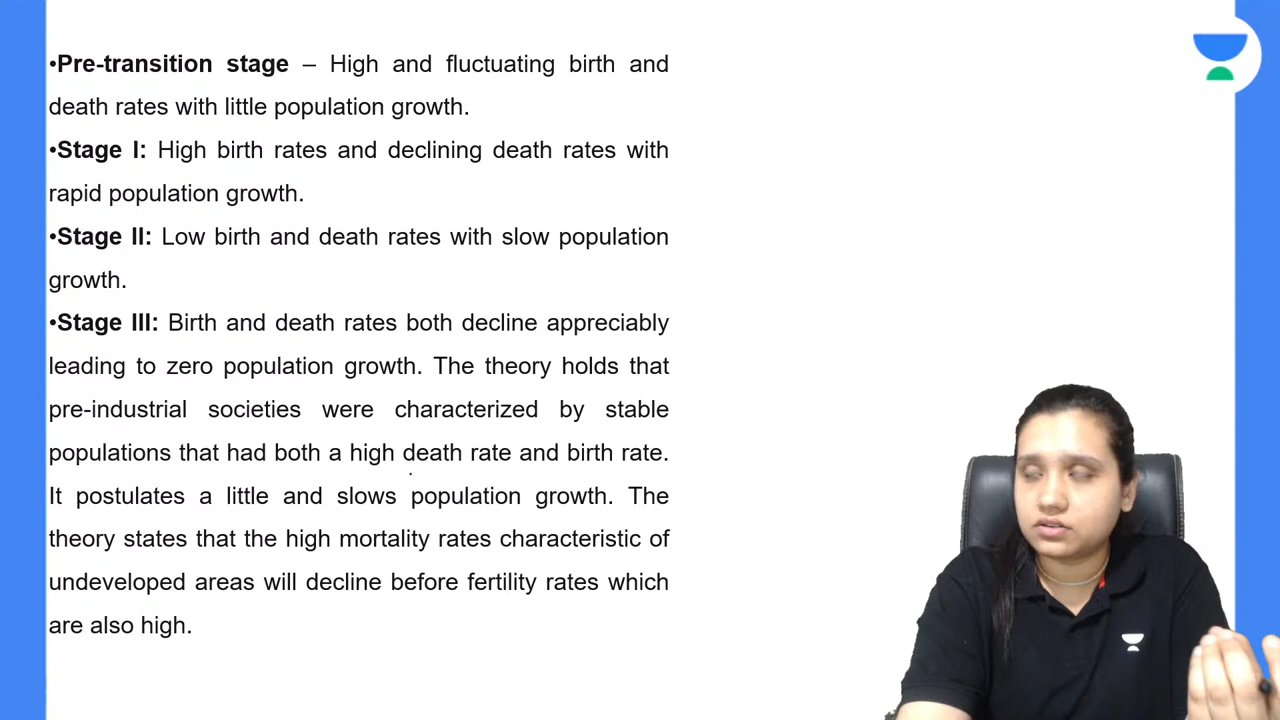 •Pre-transition stage – High and fluctuating birth and
death rates with little population growth.
•Stage I: High birth rates and declining death rates with
rapid population growth.
•Stage II: Low birth and death rates with slow population
growth.
•Stage III: Birth and death rates both decline appreciably
leading to zero population growth. The theory holds that
pre-industrial societies were characterized by stable
populations that had both a high death rate and birth rate.
It postulates a little and slows population growth. The
theory states that the high mortality rates characteristic of
undeveloped areas will decline before fertility rates which
are also high.